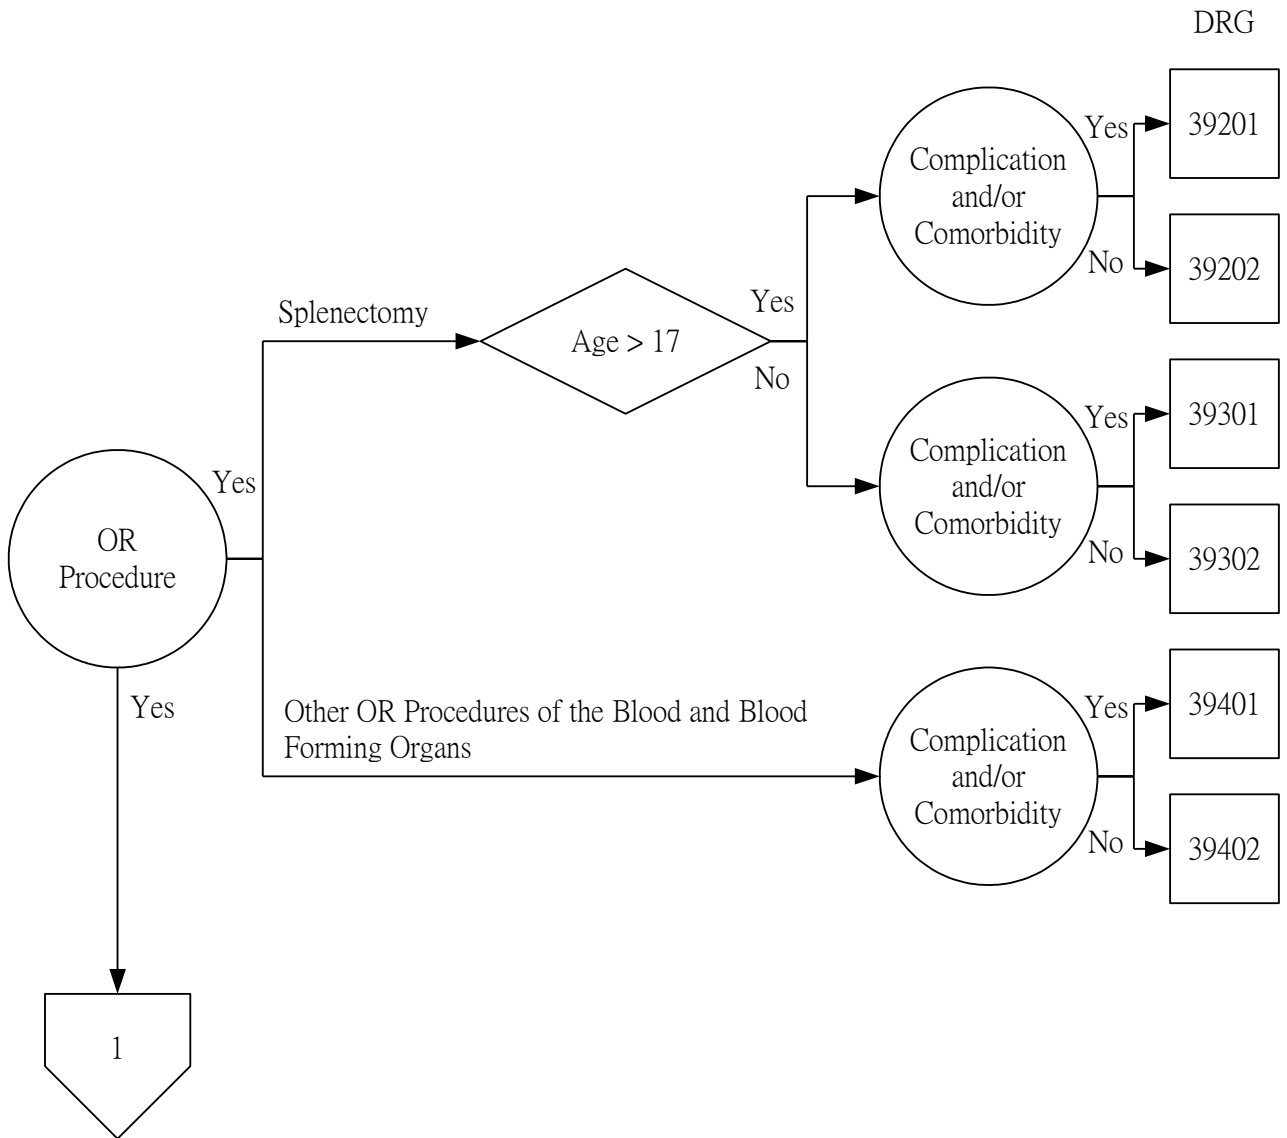 DRG
Complication
and/or
Comorbidity
Yes
39201
No
39202
Splenectomy
Age > 17
Yes
No
Complication
and/or
Comorbidity
Yes
39301
No
39302
OR
Procedure
Yes
Yes
Other OR Procedures of the Blood and Blood
Forming Organs
Complication
and/or
Comorbidity
Yes
39401
No
39402
1